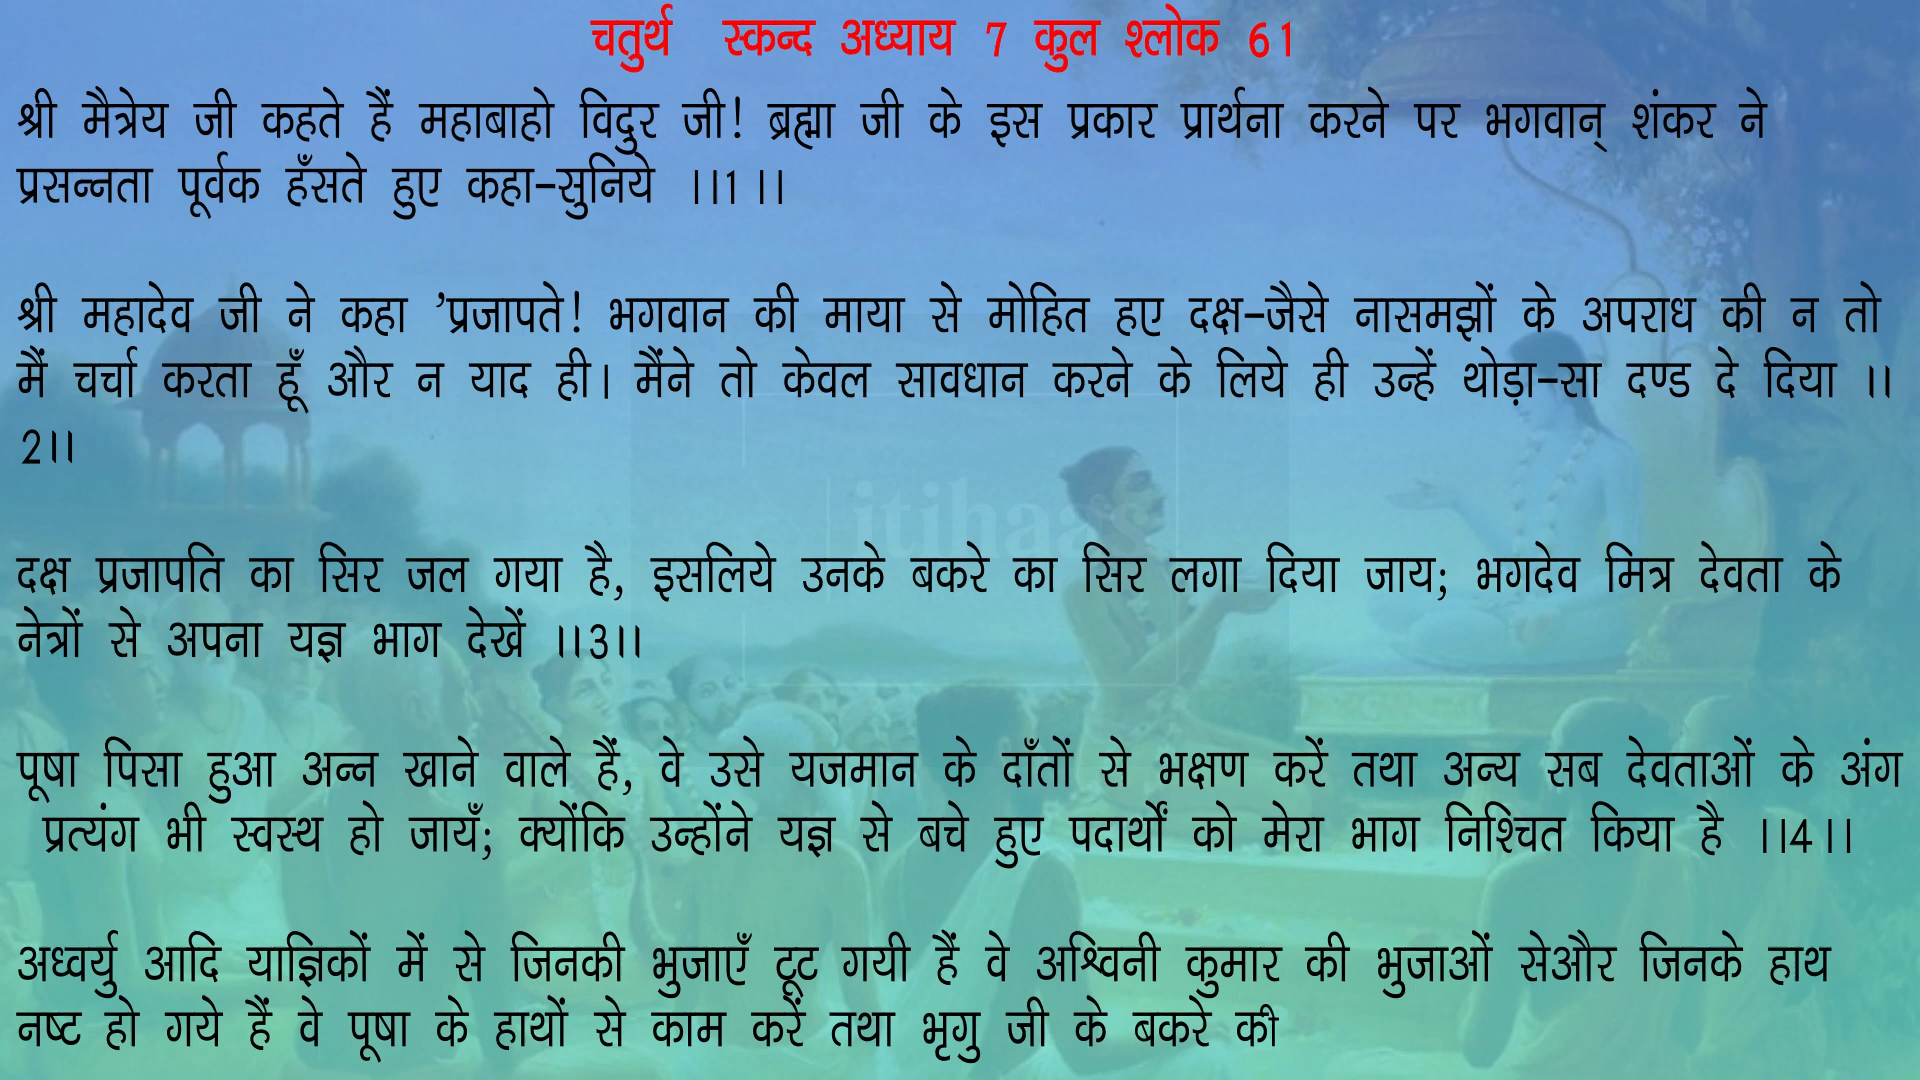 चतुर्थ स्कन्द अध्याय 7 कुल श्लोक 61
श्री मैत्रेय जी कहते हैं महाबाहो विदुर जी! ब्रह्मा जी के इस प्रकार प्रार्थना करने पर भगवान् शंकर ने
प्रसन्नता पूर्वक हँसते हुए कहा-सुनिये ।।1।।
श्री महादेव जी ने कहा ’प्रजापते! भगवान की माया से मोहित हए दक्ष-जैसे नासमझों के अपराध की न तो
मैं चर्चा करता हूँ और न याद ही। मैंने तो केवल सावधान करने के लिये ही उन्हें थोड़ा-सा दण्ड दे दिया ।।
2।।
दक्ष प्रजापति का सिर जल गया है, इसलिये उनके बकरे का सिर लगा दिया जाय; भगदेव मित्र देवता के
नेत्रों से अपना यज्ञ भाग देखें ।।3।।
पूषा पिसा हुआ अन्न खाने वाले हैं, वे उसे यजमान के दाँतों से भक्षण करें तथा अन्य सब देवताओं के अंग
प्रत्यंग भी स्वस्थ हो जायँ; क्योंकि उन्होंने यज्ञ से बचे हुए पदार्थों को मेरा भाग निश्चित किया है ।।4।।
अध्वर्यु आदि याज्ञिकों में से जिनकी भुजाएँ टूट गयी हैं वे अश्विनी कुमार की भुजाओं सेऔर जिनके हाथ
नष्ट हो गये हैं वे पूषा के हाथों से काम करें तथा भृगु जी के बकरे की
itihaas